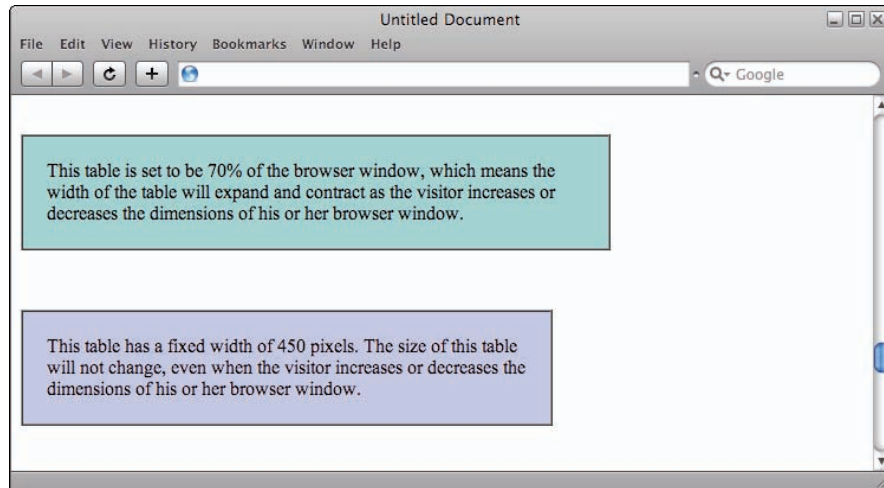 Untitled Document
File Edit View History Bookmarks Window Help
Google
This table is set to be 70% of the browser window, which means the
width of the table will expand and contract as the visitor increases or
decreases the dimensions of his or her browser window.
This table has a fixed width of 450 pixels. The size of this table
will not change, even when the visitor increases or decreases the
dimensions of his or her browser window.